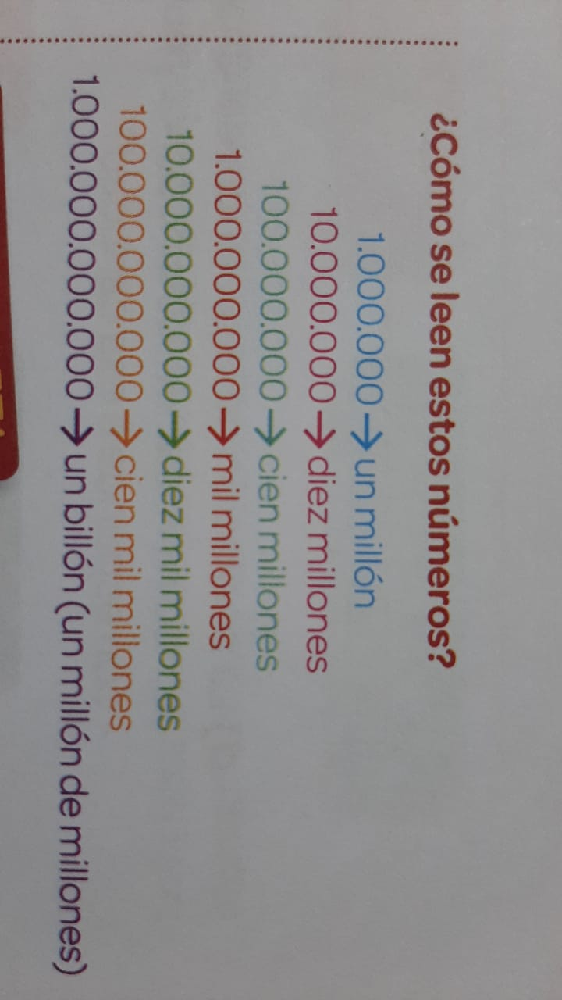 ¿Cómo se leen estos números?
1.000.000 → un millón
10.000.000 → diez millones
100.000.000 → cien millones
1.000.000.000 → mil millones
10.000.000.000 → diez mil millones
100.000.000.000 → cien mil millones
1.000.000.000.000 → un billón (un millón de millones)